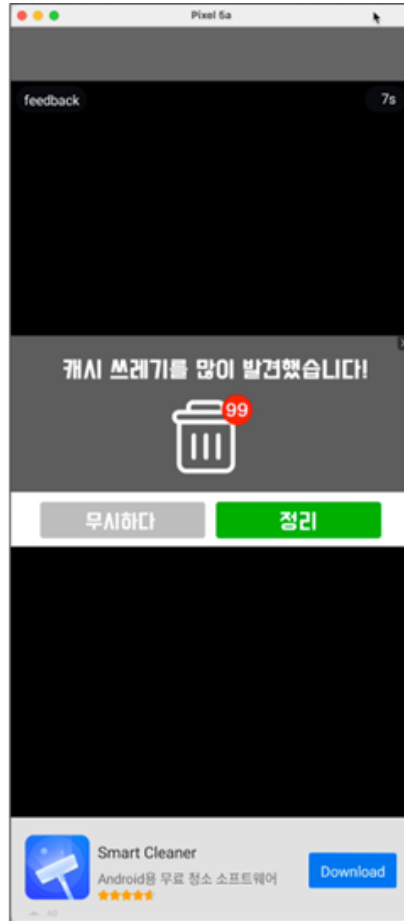 Pixel 5a
feedback
7s
캐시 쓰레기를 많이 발견했습니다!
99
무시하다
정리
Smart Cleaner
Android용 무료 청소 소프트웨어
Download
AD